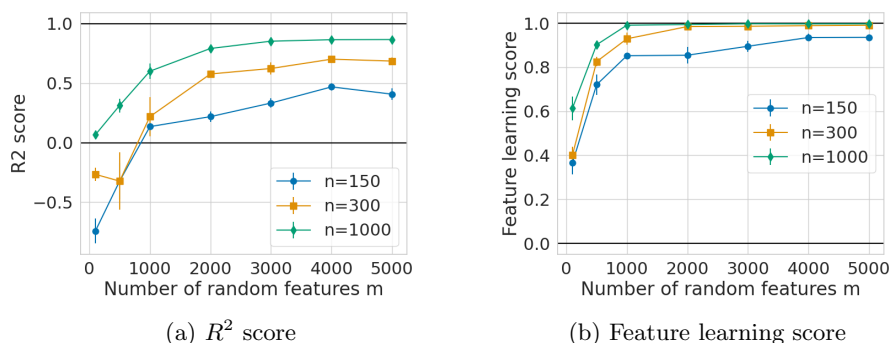 1.0
0.5
0.0
−0.5
R2 score
n=150
n=300
n=1000
0 1000 2000 3000 4000 5000
Number of random features m
(a) R² score
1.0
0.8
0.6
0.4
0.2
0.0
Feature learning score
n=150
n=300
n=1000
0 1000 2000 3000 4000 5000
Number of random features m
(b) Feature learning score